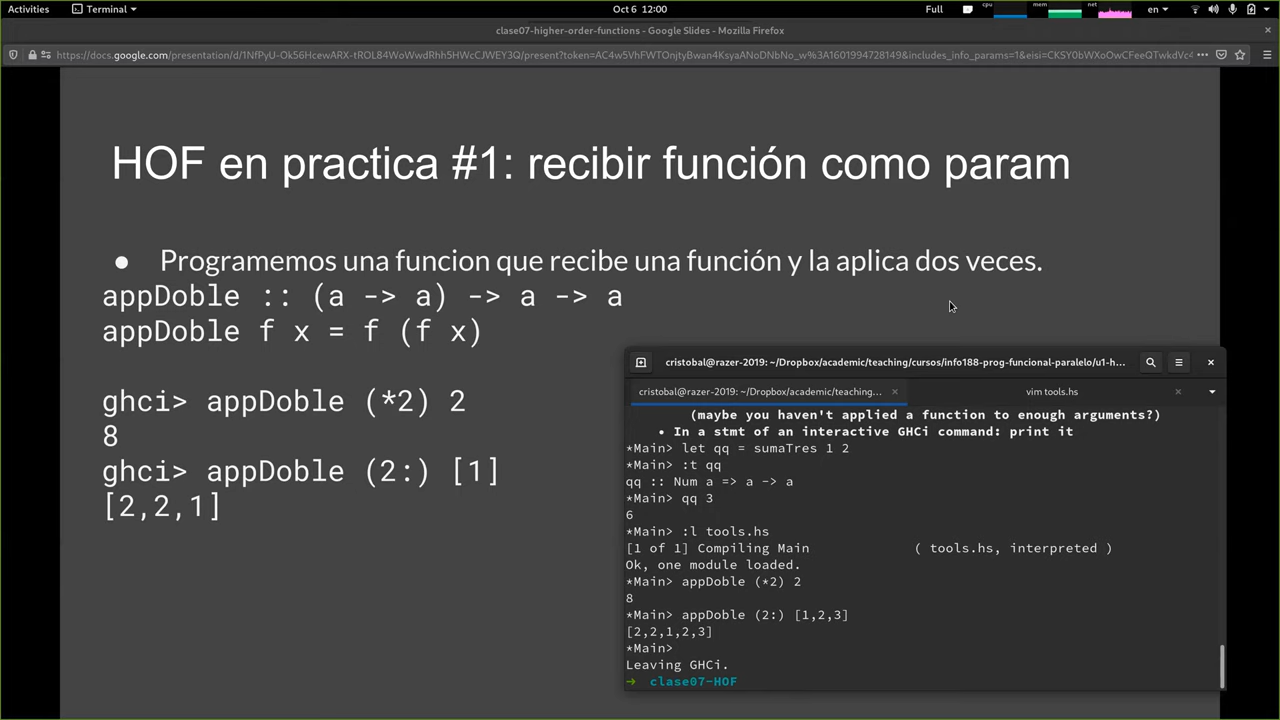 Activities
Terminal
Oct 6 12:00
Full
cpu
mem
net
en
clase07-higher-order-functions - Google Slides - Mozilla Firefox
HOF en practica #1: recibir función como param
● Programemos una funcion que recibe una función y la aplica dos veces.
appDoble :: (a -> a) -> a -> a
appDoble f x = f (f x)
ghci> appDoble (*2) 2
8
ghci> appDoble (2:) [1]
[2,2,1]
cristobal@razer-2019: ~/Dropbox/academic/teaching/cursos/info188-prog-funcional-paralelo/u1-h...
cristobal@razer-2019: ~/Dropbox/academic/teaching...
vim tools.hs
(maybe you haven't applied a function to enough arguments?)
• In a stmt of an interactive GHCi command: print it
*Main> let qq = sumaTres 1 2
*Main> :t qq
qq :: Num a => a -> a
*Main> qq 3
6
*Main> :l tools.hs
[1 of 1] Compiling Main ( tools.hs, interpreted )
Ok, one module loaded.
*Main> appDoble (*2) 2
8
*Main> appDoble (2:) [1,2,3]
[2,2,1,2,3]
*Main>
Leaving GHCi.
→ clase07-HOF